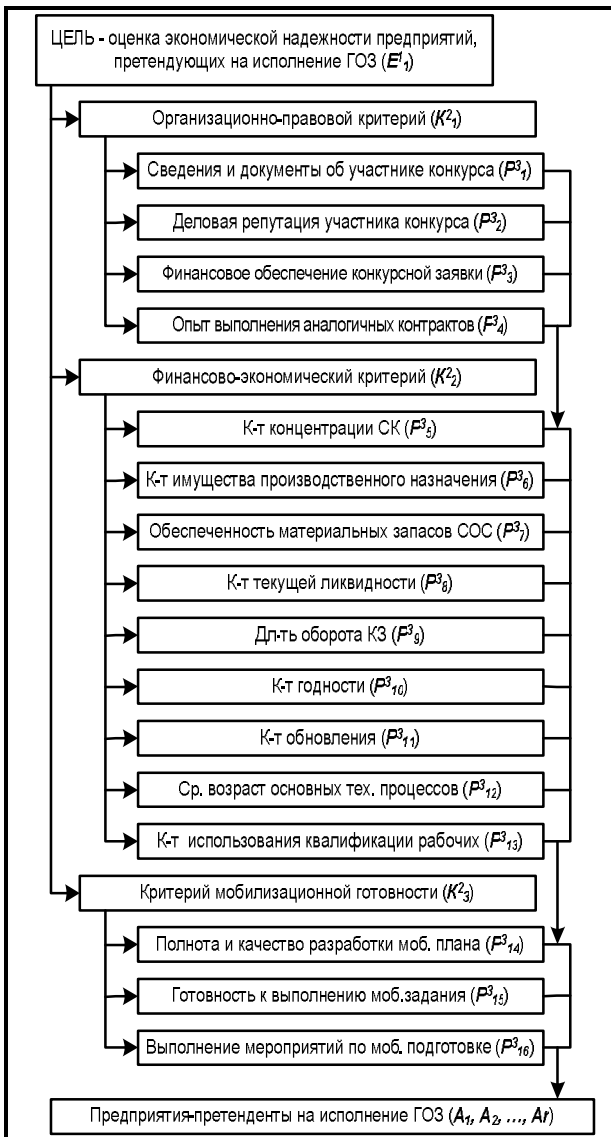 ЦЕЛЬ - оценка экономической надежности предприятий,
претендующих на исполнение ГОЗ (E¹₁)
Организационно-правовой критерий (K²₁)
Сведения и документы об участнике конкурса (P³₁)
Деловая репутация участника конкурса (P³₂)
Финансовое обеспечение конкурсной заявки (P³₃)
Опыт выполнения аналогичных контрактов (P³₄)
Финансово-экономический критерий (K²₂)
К-т концентрации СК (P³₅)
К-т имущества производственного назначения (P³₆)
Обеспеченность материальных запасов СОС (P³₇)
К-т текущей ликвидности (P³₈)
Дл-ть оборота КЗ (P³₉)
К-т годности (P³₁₀)
К-т обновления (P³₁₁)
Ср. возраст основных тех. процессов (P³₁₂)
К-т использования квалификации рабочих (P³₁₃)
Критерий мобилизационной готовности (K²₃)
Полнота и качество разработки моб. плана (P³₁₄)
Готовность к выполнению моб.задания (P³₁₅)
Выполнение мероприятий по моб. подготовке (P³₁₆)
Предприятия-претенденты на исполнение ГОЗ (A₁, A₂, ..., Ar)